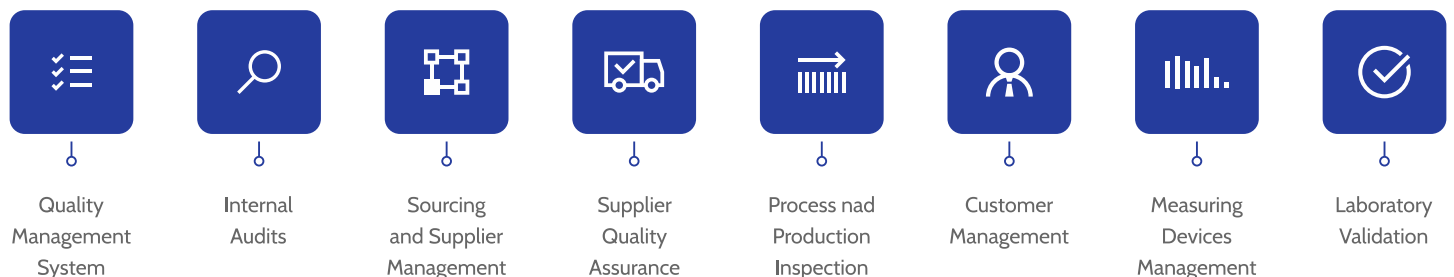 Quality
Management
System
Internal
Audits
Sourcing
and Supplier
Management
Supplier
Quality
Assurance
Process nad
Production
Inspection
Customer
Management
Measuring
Devices
Management
Laboratory
Validation